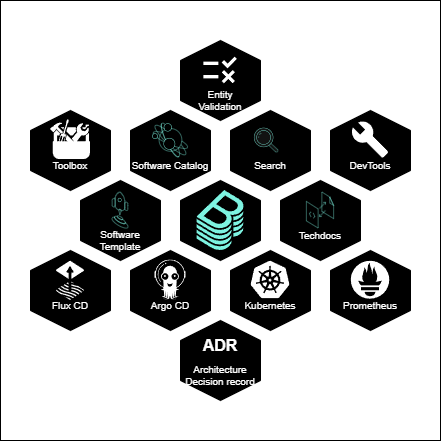 Entity
Validation
Toolbox
Software Catalog
Search
DevTools
Software
Template
B
Techdocs
Flux CD
Argo CD
Kubernetes
Prometheus
ADR
Architecture
Decision record